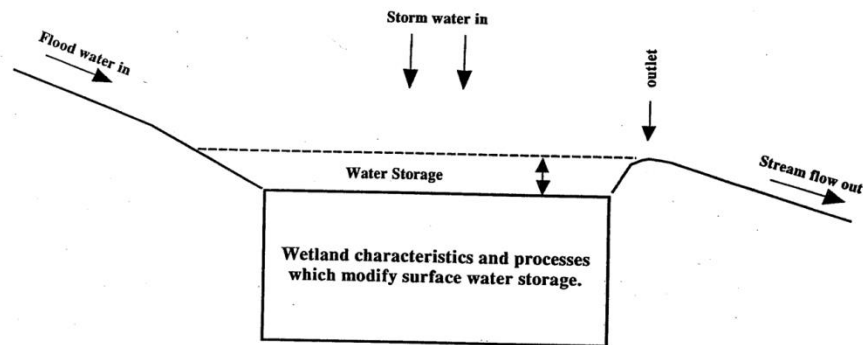 Storm water in
Flood water in
outlet
Water Storage
Stream flow out
Wetland characteristics and processes
which modify surface water storage.